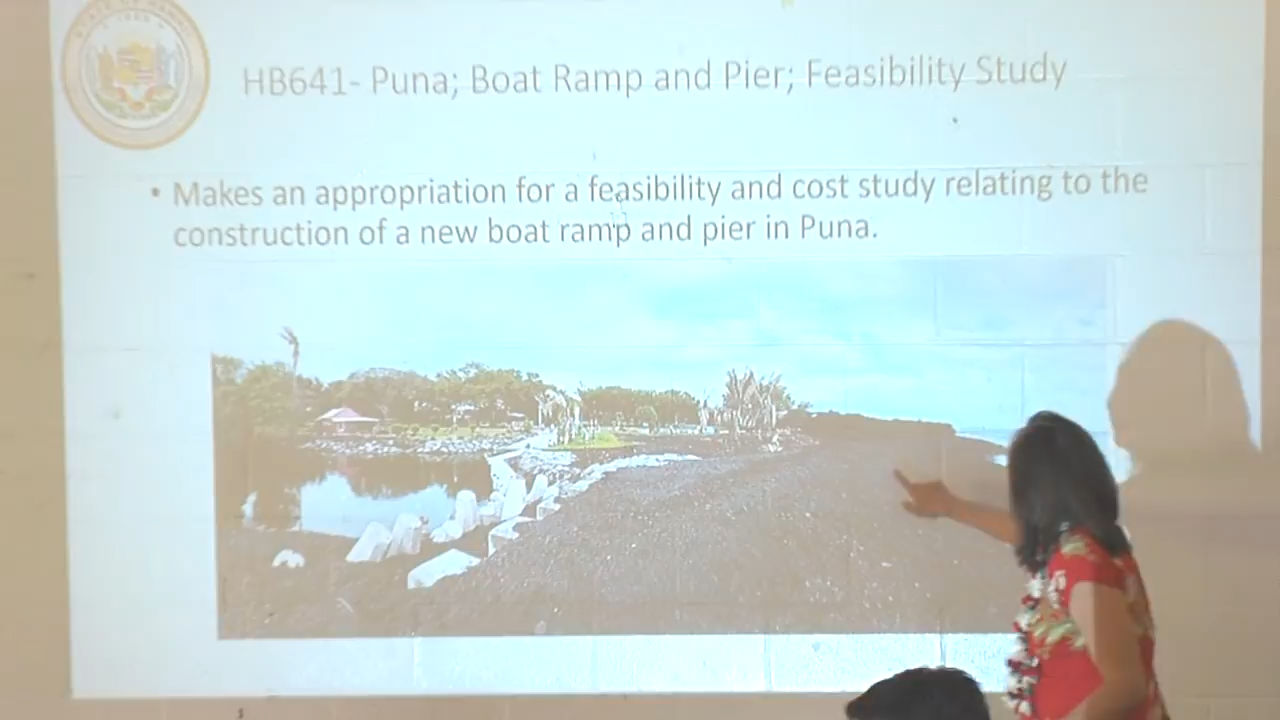 HB641- Puna; Boat Ramp and Pier; Feasibility Study
• Makes an appropriation for a feasibility and cost study relating to the
construction of a new boat ramp and pier in Puna.